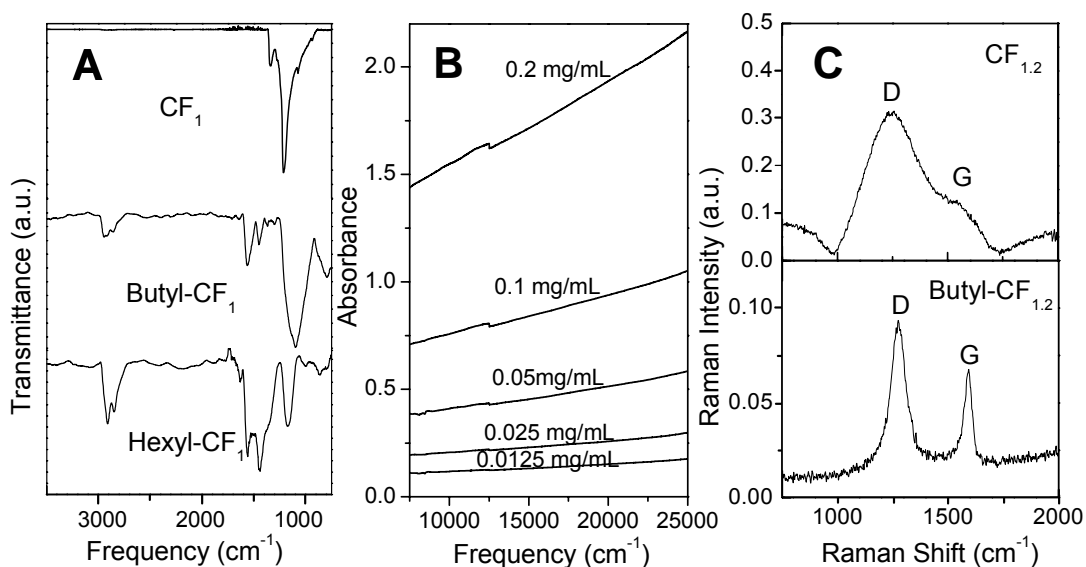 A
CF₁
Butyl-CF₁
Hexyl-CF₁
Transmittance (a.u.)
3000 2000 1000
Frequency (cm⁻¹)
B
0.2 mg/mL
0.1 mg/mL
0.05mg/mL
0.025 mg/mL
0.0125 mg/mL
Absorbance
2.0
1.5
1.0
0.5
0.0
10000 15000 20000 25000
Frequency (cm⁻¹)
C
CF₁.₂
D
G
0.5
0.4
0.3
0.2
0.1
0.0
Butyl-CF₁.₂
D
G
0.10
0.05
0.00
Raman Intensity (a.u.)
1000 1500 2000
Raman Shift (cm⁻¹)